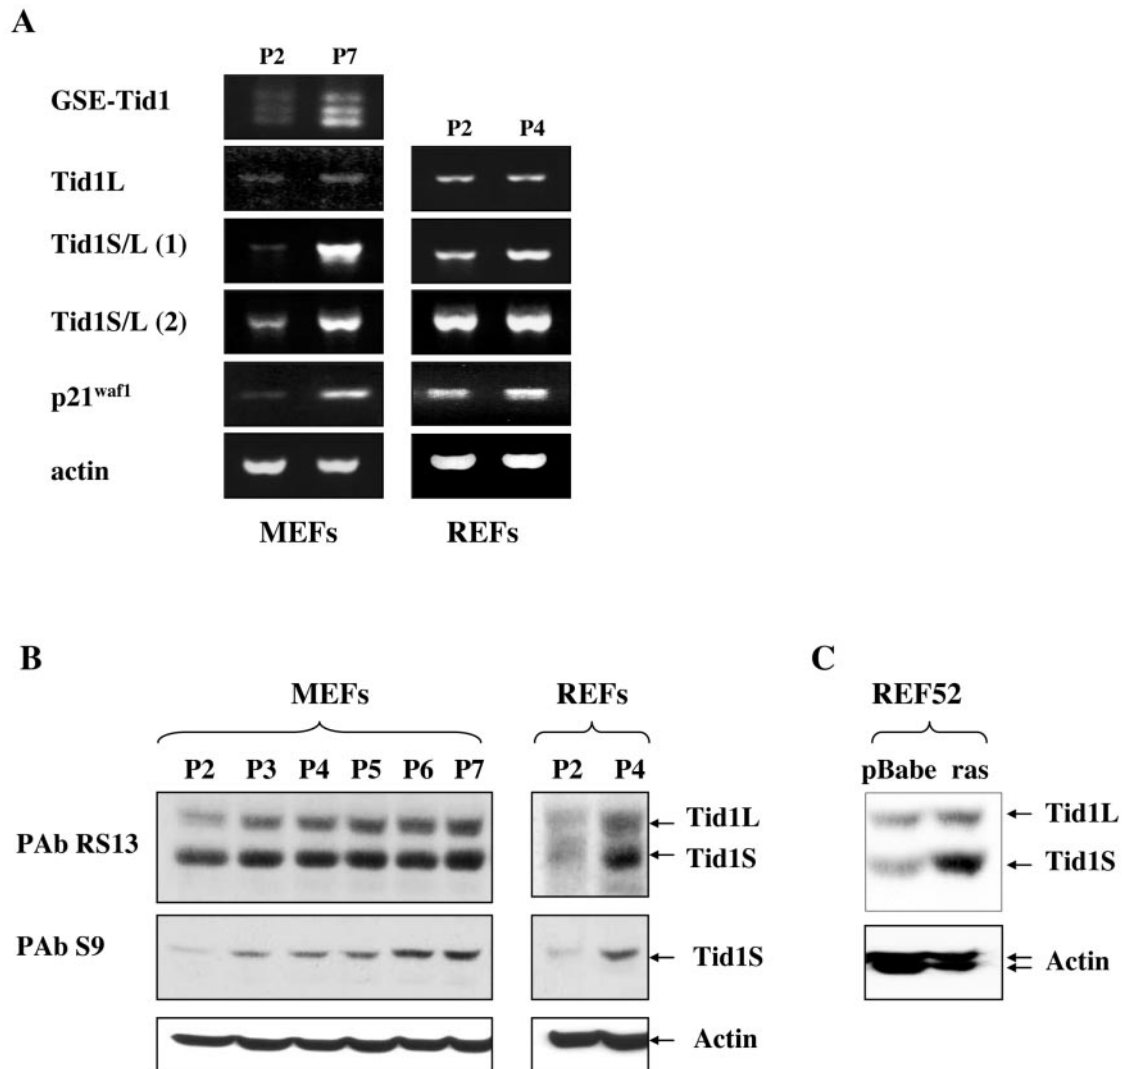 A
P2 P7
GSE-Tid1
P2 P4
Tid1L
Tid1S/L (1)
Tid1S/L (2)
p21waf1
actin
MEFs REFs
B C
MEFs REFs REF52
P2 P3 P4 P5 P6 P7 P2 P4 pBabe ras
PAb RS13 Tid1L Tid1L
Tid1S Tid1S
PAb S9 Tid1S Actin
Actin